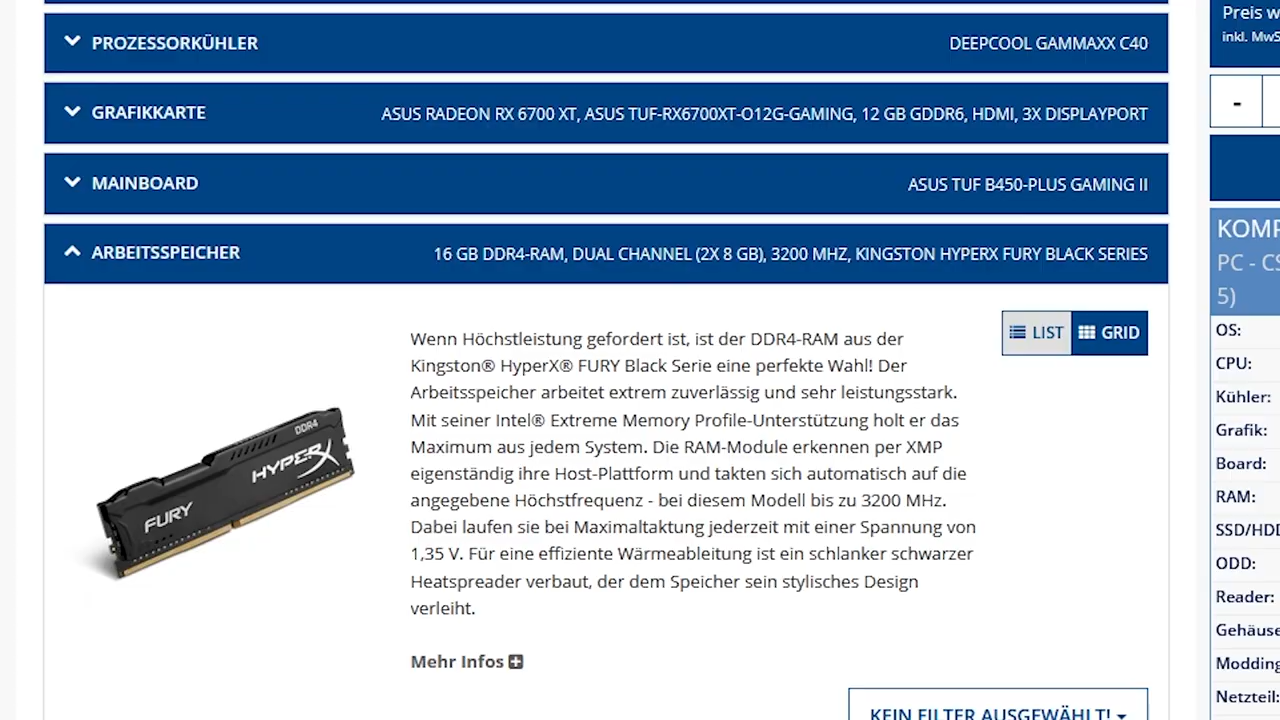 PROZESSORKÜHLER DEEPCOOL GAMMAXX C40
GRAFIKKARTE ASUS RADEON RX 6700 XT, ASUS TUF-RX6700XT-O12G-GAMING, 12 GB GDDR6, HDMI, 3X DISPLAYPORT
MAINBOARD ASUS TUF B450-PLUS GAMING II
ARBEITSSPEICHER 16 GB DDR4-RAM, DUAL CHANNEL (2X 8 GB), 3200 MHZ, KINGSTON HYPERX FURY BLACK SERIES
LIST GRID
Wenn Höchstleistung gefordert ist, ist der DDR4-RAM aus der
Kingston® HyperX® FURY Black Serie eine perfekte Wahl! Der
Arbeitsspeicher arbeitet extrem zuverlässig und sehr leistungsstark.
Mit seiner Intel® Extreme Memory Profile-Unterstützung holt er das
Maximum aus jedem System. Die RAM-Module erkennen per XMP
eigenständig ihre Host-Plattform und takten sich automatisch auf die
angegebene Höchstfrequenz - bei diesem Modell bis zu 3200 MHz.
Dabei laufen sie bei Maximaltaktung jederzeit mit einer Spannung von
1,35 V. Für eine effiziente Wärmeableitung ist ein schlanker schwarzer
Heatspreader verbaut, der dem Speicher sein stylisches Design
verleiht.
Mehr Infos
KEIN FILTER AUSGEWÄHLT!
DDR4
HYPERX
FURY
Preis w
inkl. MwS
-
KOMP
PC - CS
5)
OS:
CPU:
Kühler:
Grafik:
Board:
RAM:
SSD/HDD
ODD:
Reader:
Gehäuse
Modding
Netzteil: